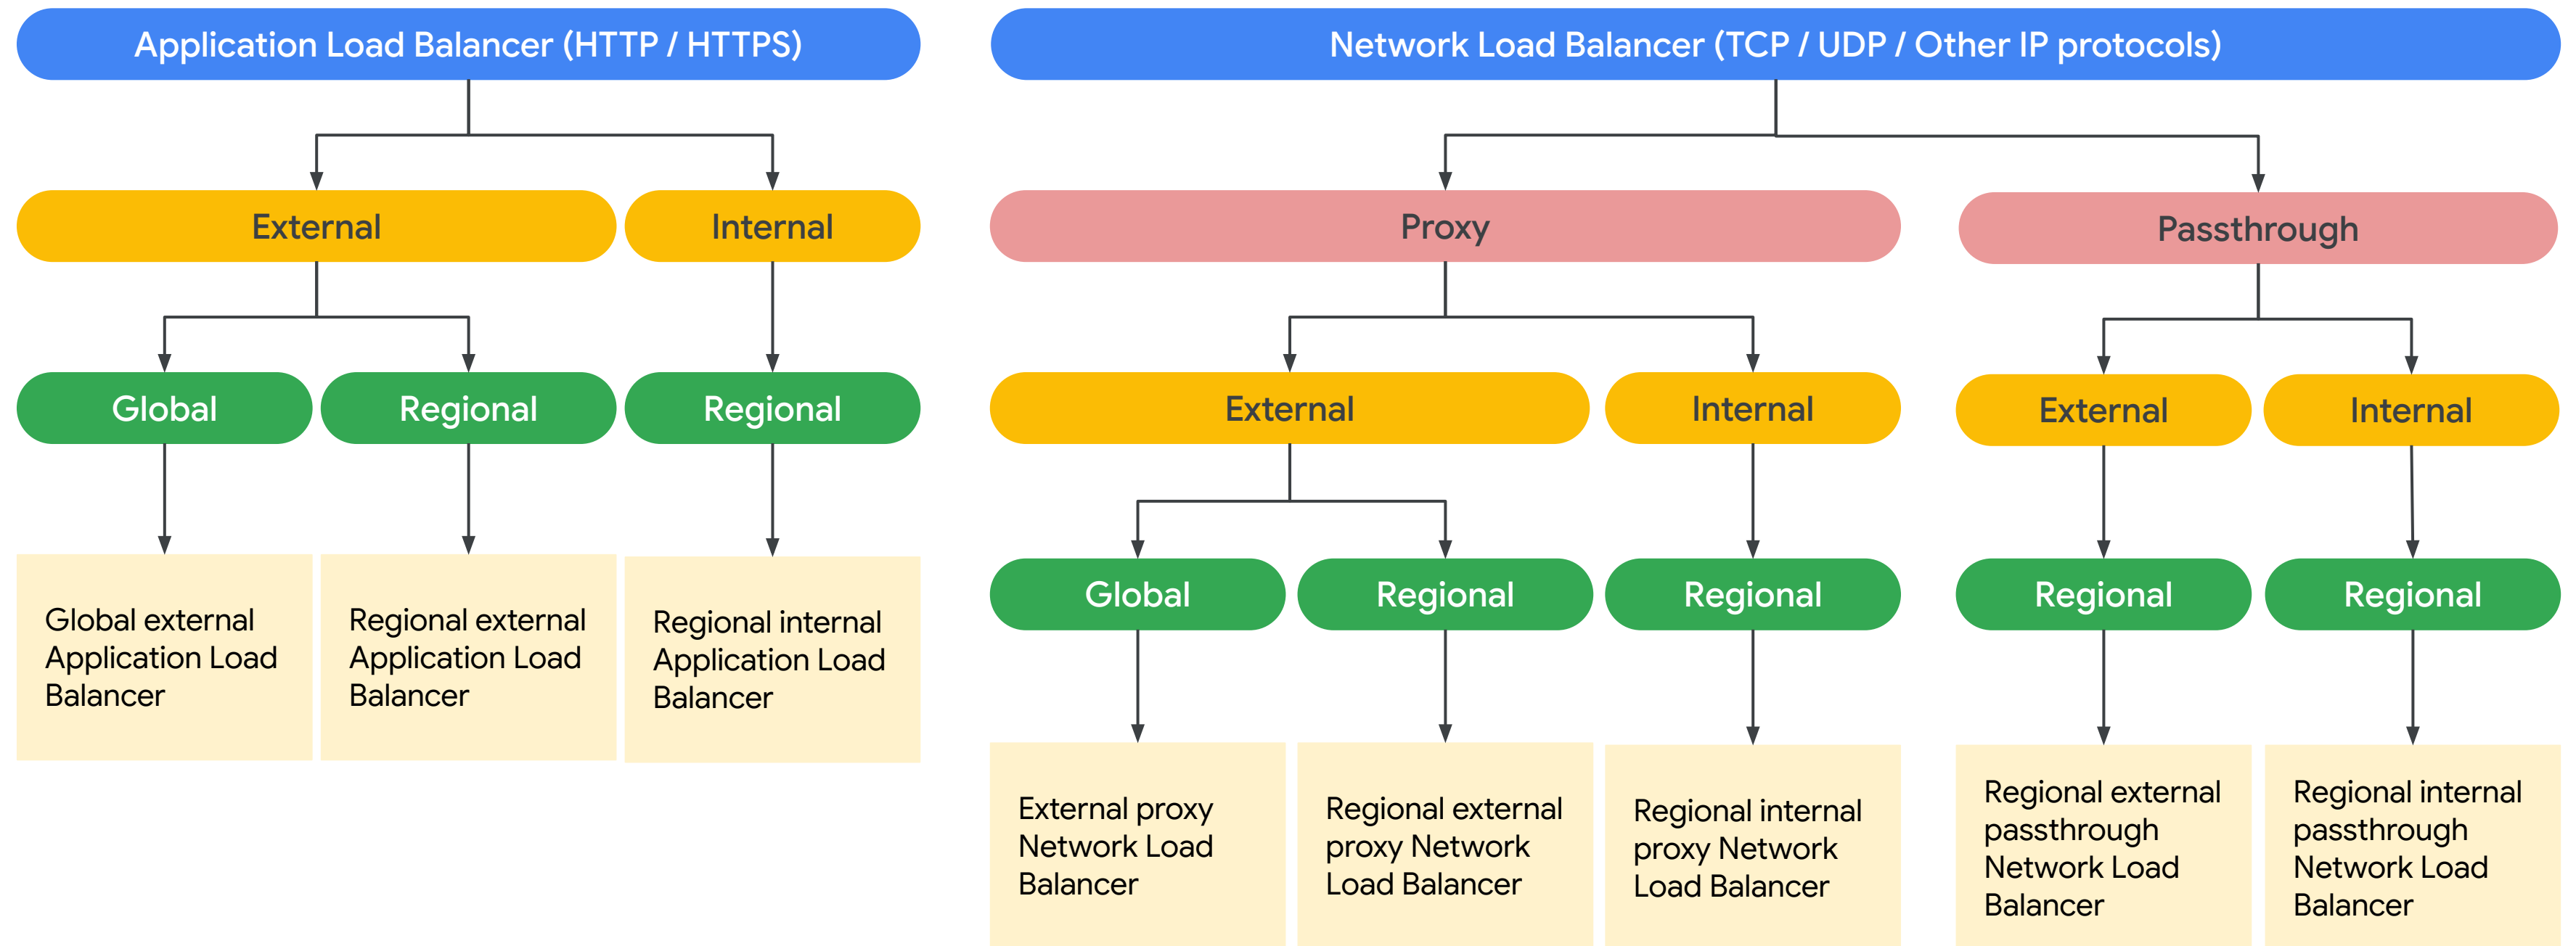 Application Load Balancer (HTTP / HTTPS)
Network Load Balancer (TCP / UDP / Other IP protocols)
External
Internal
Proxy
Passthrough
Global
Regional
Regional
External
Internal
External
Internal
Global
Regional
Regional
Regional
Regional
Global external
Application Load
Balancer
Regional external
Application Load
Balancer
Regional internal
Application Load
Balancer
External proxy
Network Load
Balancer
Regional external
proxy Network
Load Balancer
Regional internal
proxy Network
Load Balancer
Regional external
passthrough
Network Load
Balancer
Regional internal
passthrough
Network Load
Balancer